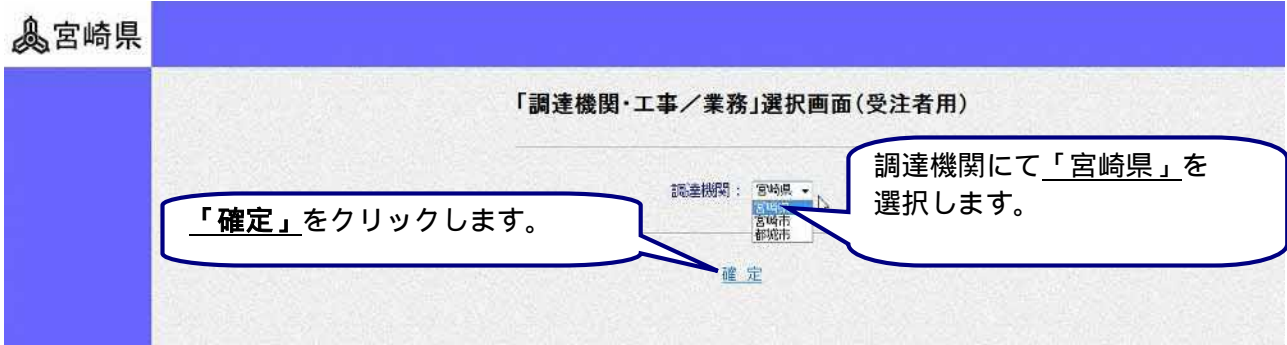 宮崎県
「調達機関・工事／業務」選択画面(受注者用)
調達機関にて「宮崎県」を
選択します。
調達機関： 宮崎県
宮崎県
宮崎市
都城市
「確定」をクリックします。
確 定